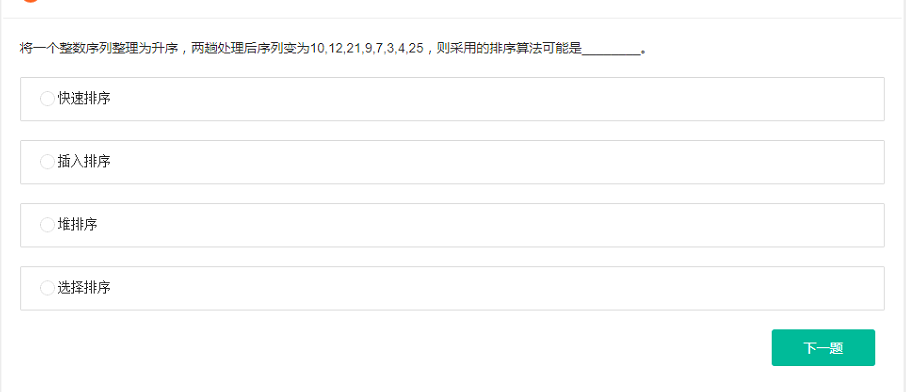 将一个整数序列整理为升序，两趟处理后序列变为10,12,21,9,7,3,4,25，则采用的排序算法可能是________。
快速排序
插入排序
堆排序
选择排序
下一题